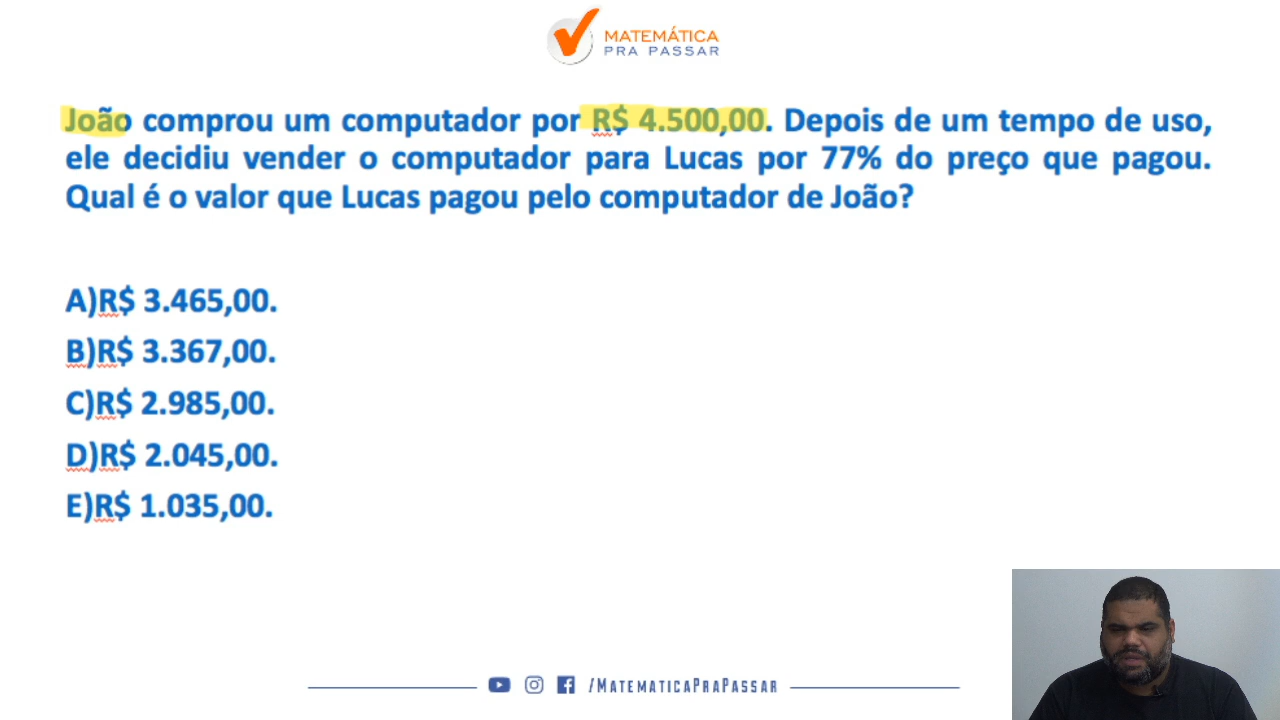 MATEMÁTICA
PRA PASSAR
João comprou um computador por R$ 4.500,00. Depois de um tempo de uso,
ele decidiu vender o computador para Lucas por 77% do preço que pagou.
Qual é o valor que Lucas pagou pelo computador de João?
A)R$ 3.465,00.
B)R$ 3.367,00.
C)R$ 2.985,00.
D)R$ 2.045,00.
E)R$ 1.035,00.
/MATEMATICAPRAPASSAR